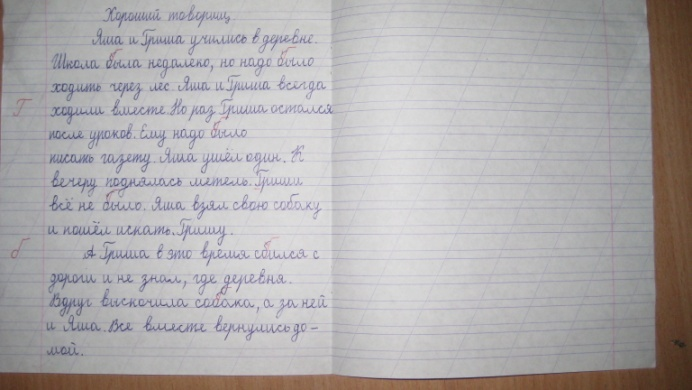 Хороший товарищ.
Яша и Гриша учились в деревне.
Школа была недалеко, но надо было
ходить через лес. Яша и Гриша всегда
Г ходили вместе. Но раз Гриша остался
после уроков. Ему надо было
писать газету. Яша ушёл один. К
вечеру поднялась метель. Гриши
всё не было. Яша взял свою собаку
и пошёл искать Гришу.
б А Гриша в это время сбился с
дороги и не знал, где деревня.
Вдруг выскочила собака, а за ней
и Яша. Все вместе вернулись до-
мой.